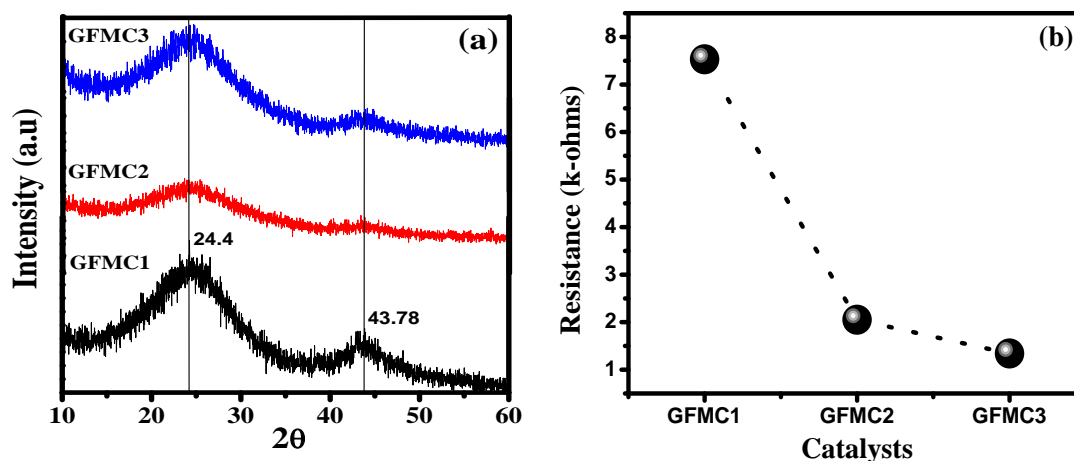 (a)
GFMC3
GFMC2
GFMC1
24.4
43.78
Intensity (a.u)
10 20 30 40 50 60
2θ
(b)
8
7
6
5
4
3
2
1
Resistance (k-ohms)
GFMC1 GFMC2 GFMC3
Catalysts